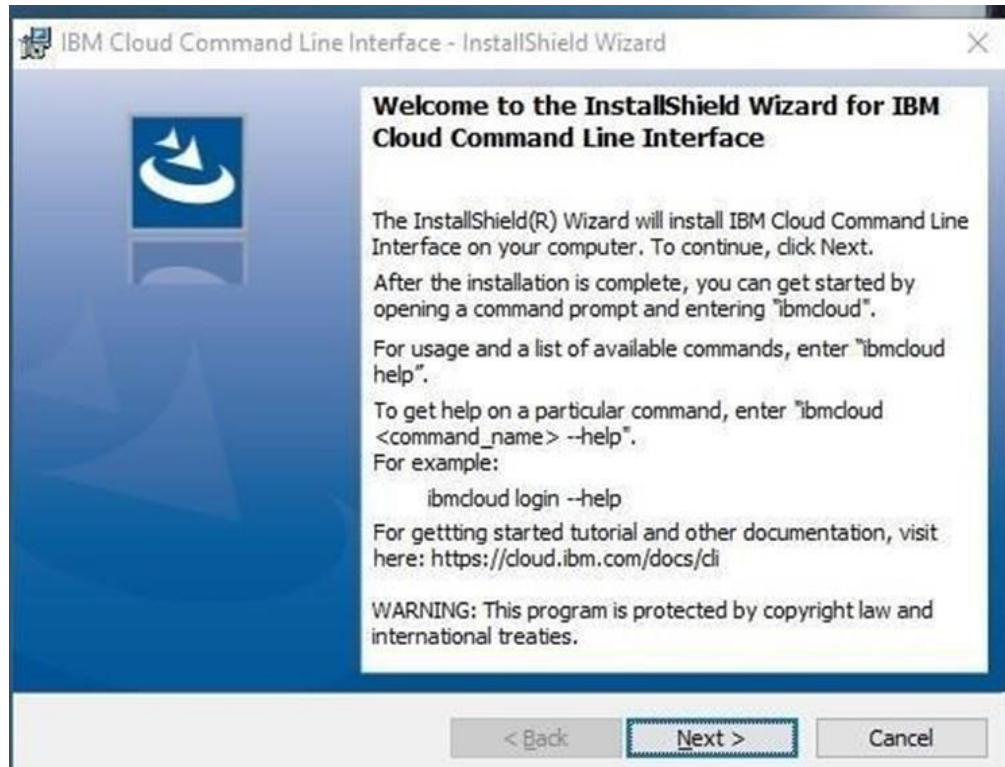 IBM Cloud Command Line Interface - InstallShield Wizard
Welcome to the InstallShield Wizard for IBM
Cloud Command Line Interface
The InstallShield(R) Wizard will install IBM Cloud Command Line
Interface on your computer. To continue, click Next.
After the installation is complete, you can get started by
opening a command prompt and entering "ibmcloud".
For usage and a list of available commands, enter "ibmcloud
help".
To get help on a particular command, enter "ibmcloud
<command_name> --help".
For example:
ibmcloud login --help
For gettting started tutorial and other documentation, visit
here: https://cloud.ibm.com/docs/cli
WARNING: This program is protected by copyright law and
international treaties.
< Back
Next >
Cancel